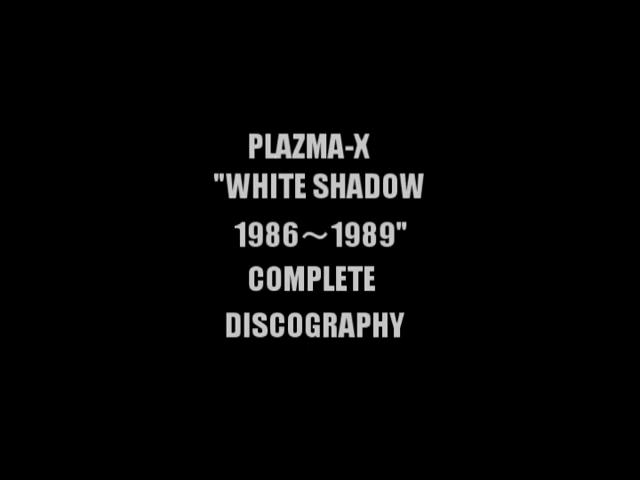 PLAZMA-X
"WHITE SHADOW
1986～1989"
COMPLETE
DISCOGRAPHY